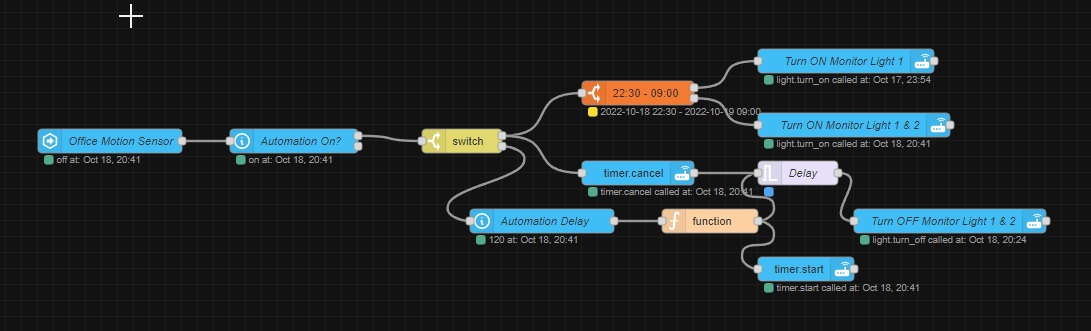 Turn ON Monitor Light 1
light.turn_on called at: Oct 17, 23:54
22:30 - 09:00
2022-10-18 22:30 - 2022-10-19 09:00
Turn ON Monitor Light 1 & 2
light.turn_on called at: Oct 18, 20:41
Office Motion Sensor
off at: Oct 18, 20:41
Automation On?
on at: Oct 18, 20:41
switch
timer.cancel
timer.cancel called at: Oct 18, 20:41
Delay
Automation Delay
120 at: Oct 18, 20:41
function
Turn OFF Monitor Light 1 & 2
light.turn_off called at: Oct 18, 20:24
timer.start
timer.start called at: Oct 18, 20:41